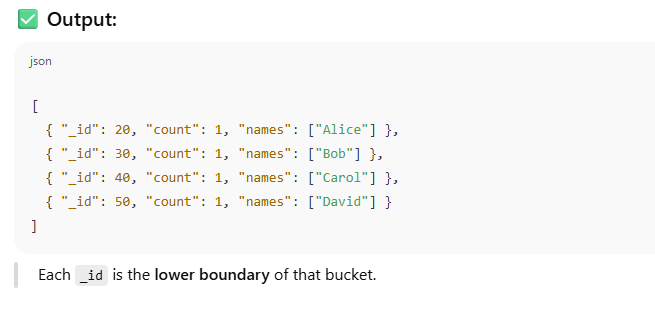 ✅ Output:
json
[
  { "_id": 20, "count": 1, "names": ["Alice"] },
  { "_id": 30, "count": 1, "names": ["Bob"] },
  { "_id": 40, "count": 1, "names": ["Carol"] },
  { "_id": 50, "count": 1, "names": ["David"] }
]
Each _id is the lower boundary of that bucket.